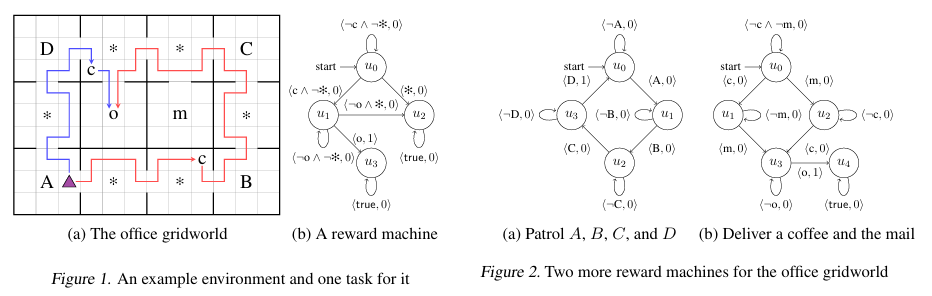 D
*
*
C
c
*
o
m
*
c
A
*
*
B
(a) The office gridworld
⟨¬c ∧ ¬*, 0⟩
start
u0
⟨c ∧ ¬*, 0⟩
⟨*, 0⟩
⟨¬o ∧ *, 0⟩
u1
u2
⟨o, 1⟩
⟨¬o ∧ ¬*, 0⟩
u3
⟨true, 0⟩
⟨true, 0⟩
(b) A reward machine
Figure 1. An example environment and one task for it
⟨¬A, 0⟩
start
u0
⟨D, 1⟩
⟨A, 0⟩
⟨¬D, 0⟩
u3
⟨¬B, 0⟩
u1
⟨C, 0⟩
⟨B, 0⟩
u2
⟨¬C, 0⟩
(a) Patrol A, B, C, and D
⟨¬c ∧ ¬m, 0⟩
start
u0
⟨c, 0⟩
⟨m, 0⟩
u1
⟨¬m, 0⟩
u2
⟨¬c, 0⟩
⟨m, 0⟩
⟨c, 0⟩
u3
⟨o, 1⟩
u4
⟨¬o, 0⟩
⟨true, 0⟩
(b) Deliver a coffee and the mail
Figure 2. Two more reward machines for the office gridworld